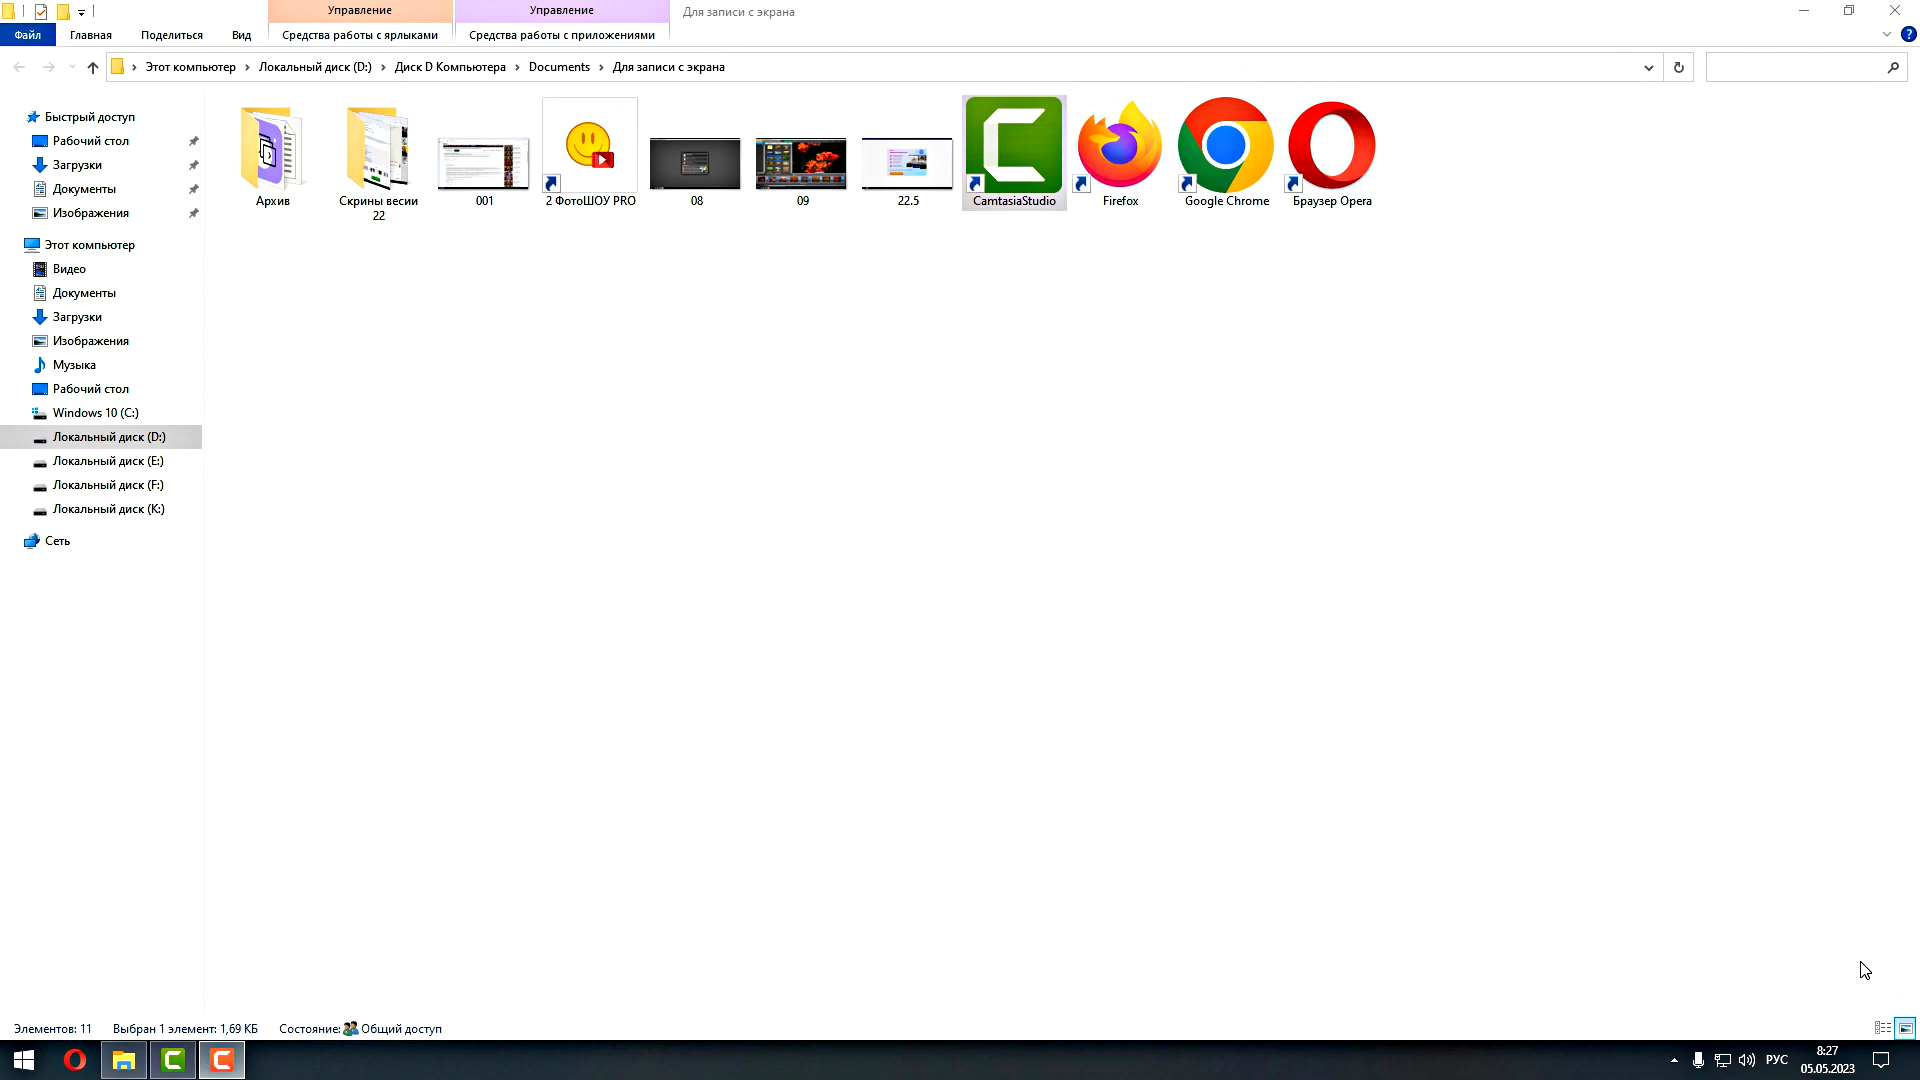 Управление
Управление
Для записи с экрана
Файл
Главная
Поделиться
Вид
Средства работы с ярлыками
Средства работы с приложениями
Этот компьютер
Локальный диск (D:)
Диск D Компьютера
Documents
Для записи с экрана
Быстрый доступ
Рабочий стол
Загрузки
Документы
Изображения
Этот компьютер
Видео
Документы
Загрузки
Изображения
Музыка
Рабочий стол
Windows 10 (C:)
Локальный диск (D:)
Локальный диск (E:)
Локальный диск (F:)
Локальный диск (K:)
Сеть
Архив
Скрины весии
22
001
2 ФотоШОУ PRO
08
09
22.5
CamtasiaStudio
Firefox
Google Chrome
Браузер Opera
Элементов: 11
Выбран 1 элемент: 1,69 КБ
Состояние:
Общий доступ
РУС
8:27
05.05.2023